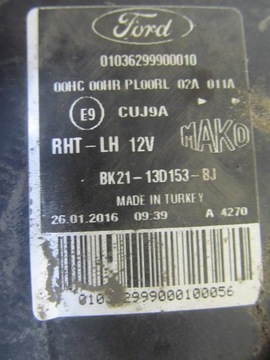 Ford
01036299900010
00HC 00HR PL00RL 02A 011A
E9 CUJ9A
RHT-LH 12V MAKO
BK21-13D153-BJ
MADE IN TURKEY
26.01.2016 09:39 A 4270
010362999000100056